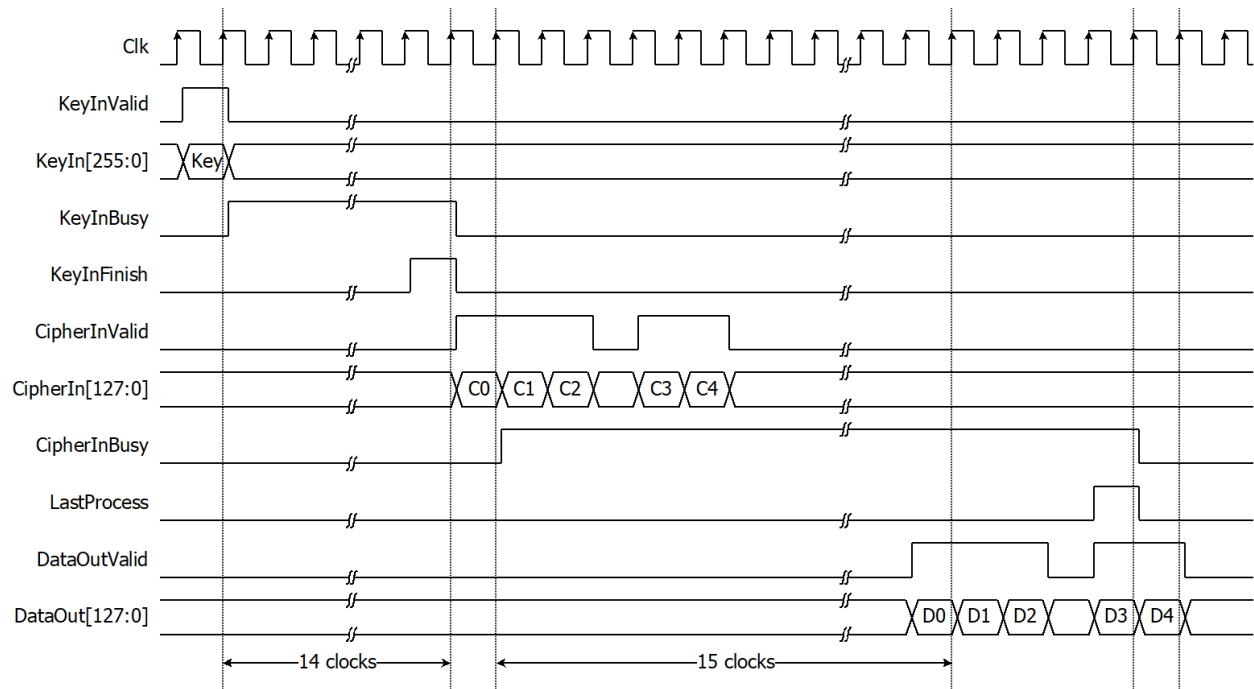 Clk
KeyInValid
KeyIn[255:0]
Key
KeyInBusy
KeyInFinish
CipherInValid
CipherIn[127:0]
C0 C1 C2 C3 C4
CipherInBusy
LastProcess
DataOutValid
DataOut[127:0]
D0 D1 D2 D3 D4
14 clocks 15 clocks